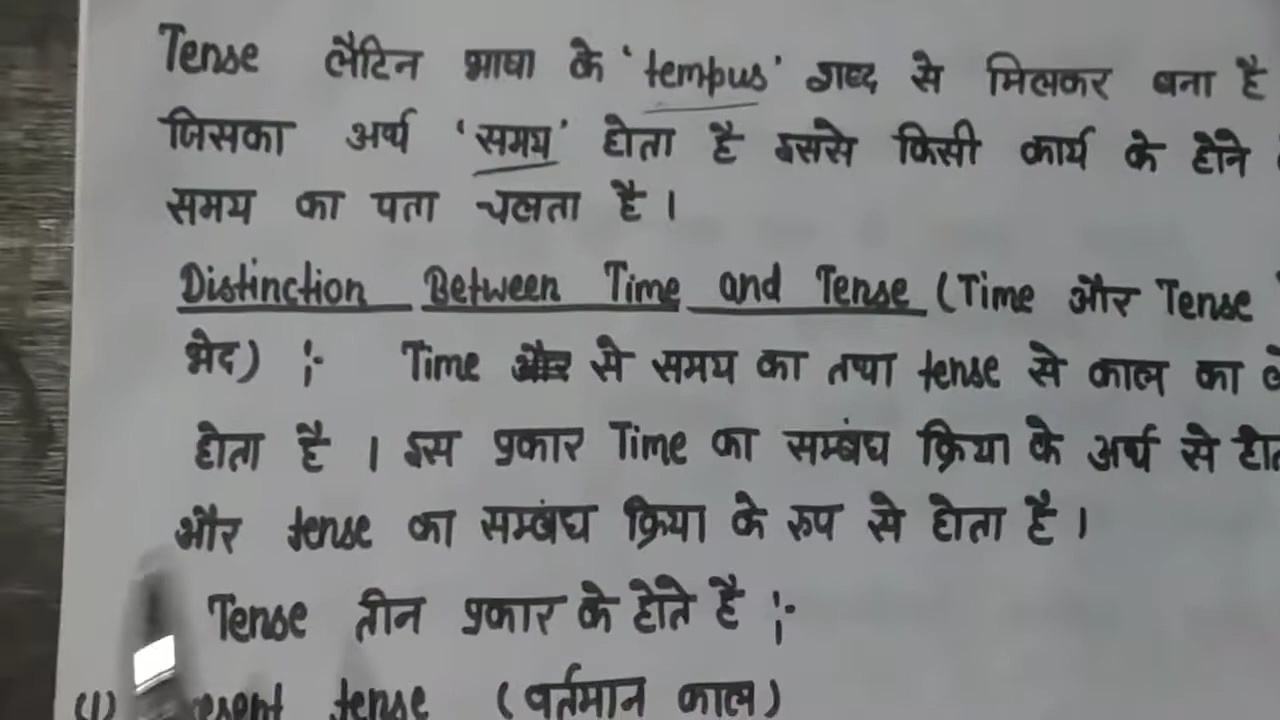 Tense लैटिन भाषा के 'tempus' शब्द से मिलकर बना है
जिसका अर्थ 'समय' होता है इससे किसी कार्य के होने
समय का पता चलता है।
Distinction Between Time and Tense (Time और Tense
भेद) :- Time से समय का तथा tense से काल का
होता है। इस प्रकार Time का सम्बंध क्रिया के अर्थ से
और tense का सम्बंध क्रिया के रुप से होता है।
Tense तीन प्रकार के होते है :-
(1) tense (वर्तमान काल)